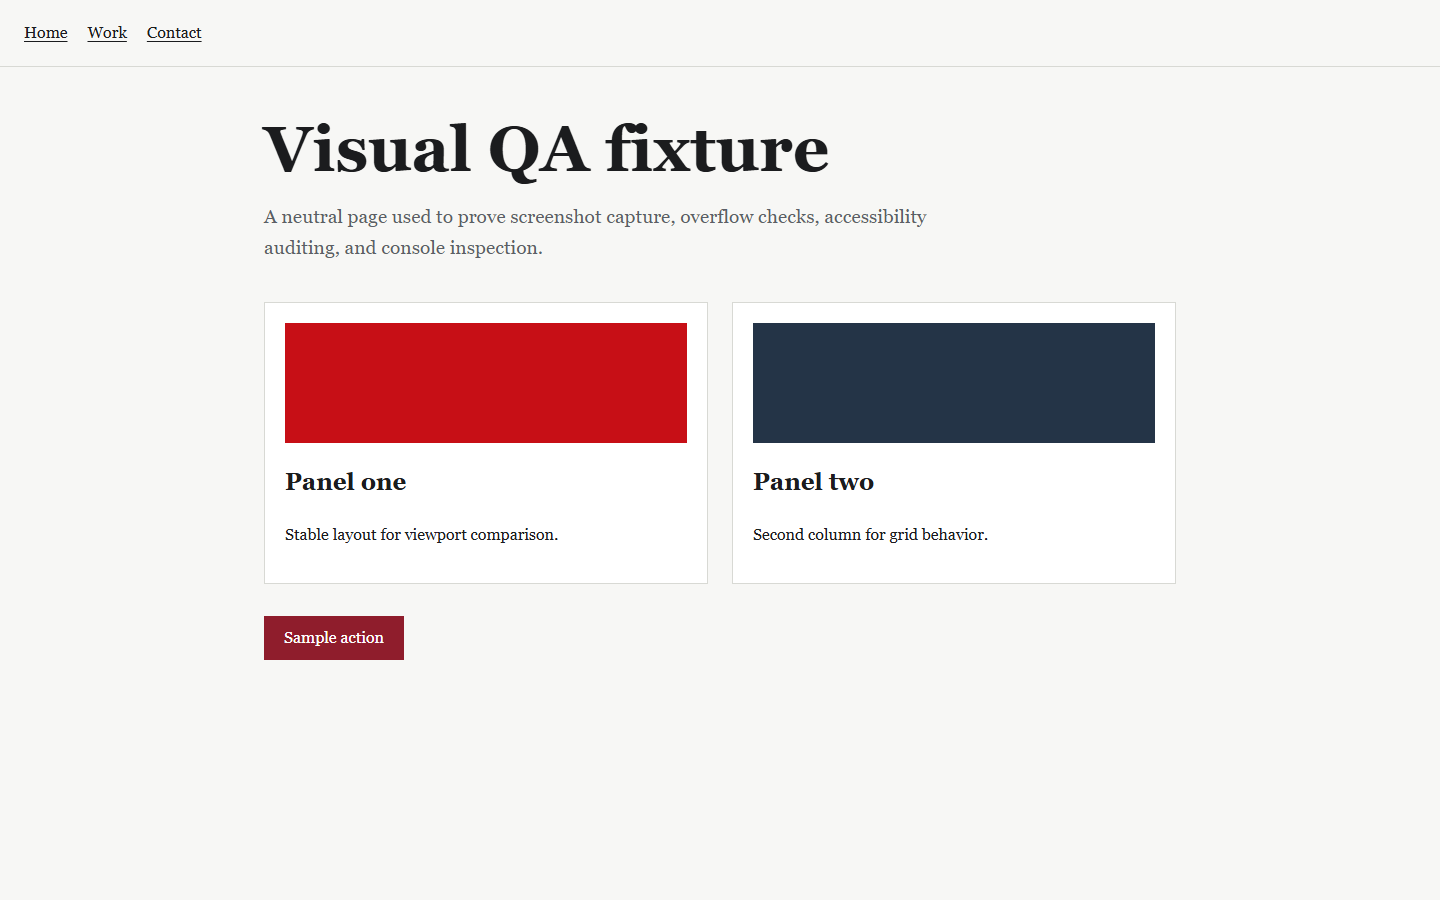 Home Work Contact
Visual QA fixture
A neutral page used to prove screenshot capture, overflow checks, accessibility
auditing, and console inspection.
Panel one
Stable layout for viewport comparison.
Panel two
Second column for grid behavior.
Sample action